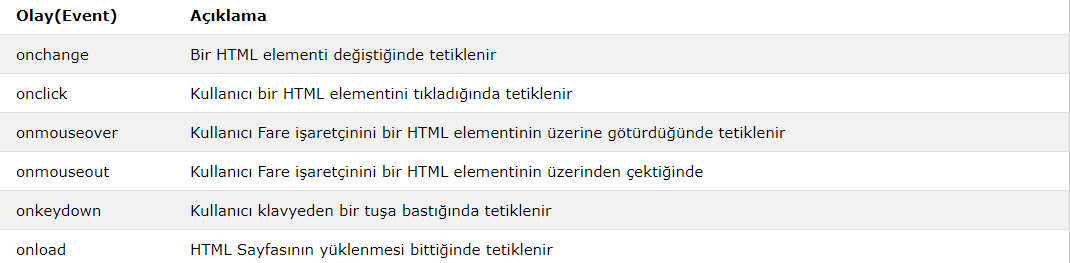 Olay(Event) Açıklama
onchange Bir HTML elementi değiştiğinde tetiklenir
onclick Kullanıcı bir HTML elementini tıkladığında tetiklenir
onmouseover Kullanıcı Fare işaretçinini bir HTML elementinin üzerine götürdüğünde tetiklenir
onmouseout Kullanıcı Fare işaretçinini bir HTML elementinin üzerinden çektiğinde
onkeydown Kullanıcı klavyeden bir tuşa bastığında tetiklenir
onload HTML Sayfasının yüklenmesi bittiğinde tetiklenir